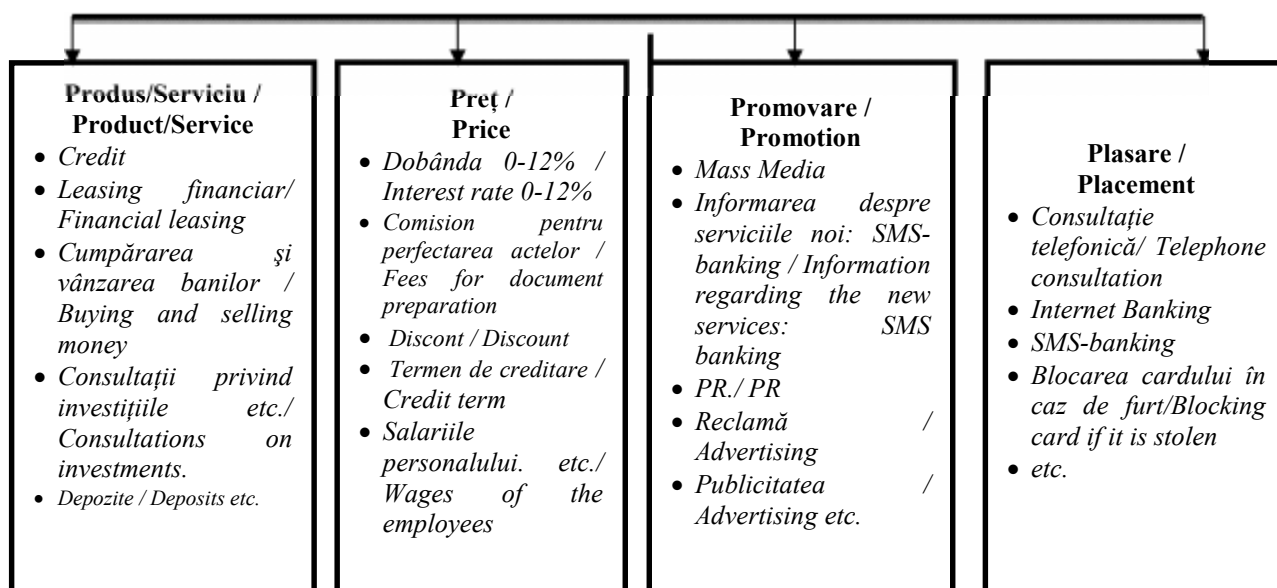 Produs/Serviciu /
Product/Service
• Credit
• Leasing financiar/
Financial leasing
• Cumpărarea şi
vânzarea banilor /
Buying and selling
money
• Consultații privind
investițiile etc./
Consultations on
investments.
• Depozite / Deposits etc.
Preț /
Price
• Dobânda 0-12% /
Interest rate 0-12%
• Comision pentru
perfectarea actelor /
Fees for document
preparation
• Discont / Discount
• Termen de creditare /
Credit term
• Salariile
personalului. etc./
Wages of the
employees
Promovare /
Promotion
• Mass Media
• Informarea despre
serviciile noi: SMS-
banking / Information
regarding the new
services: SMS
banking
• PR./ PR
• Reclamă /
Advertising
• Publicitatea /
Advertising etc.
Plasare /
Placement
• Consultație
telefonică/ Telephone
consultation
• Internet Banking
• SMS-banking
• Blocarea cardului în
caz de furt/Blocking
card if it is stolen
• etc.